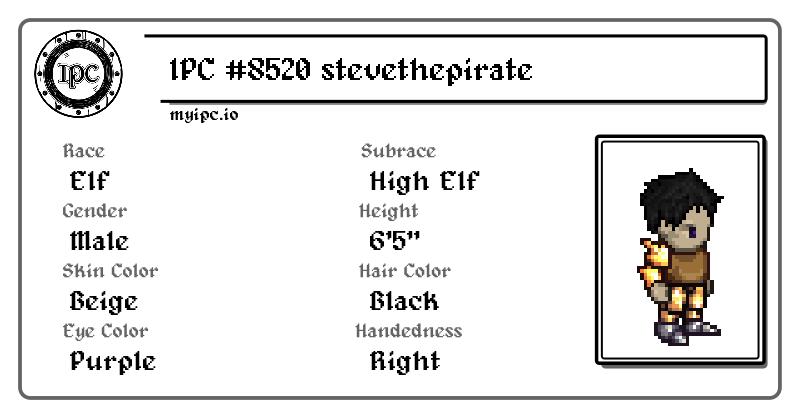 IPC
IPC #8520 stevethepirate
myipc.io
Race
Elf
Subrace
High Elf
Gender
Male
Height
6'5"
Skin Color
Beige
Hair Color
Black
Eye Color
Purple
Handedness
Right